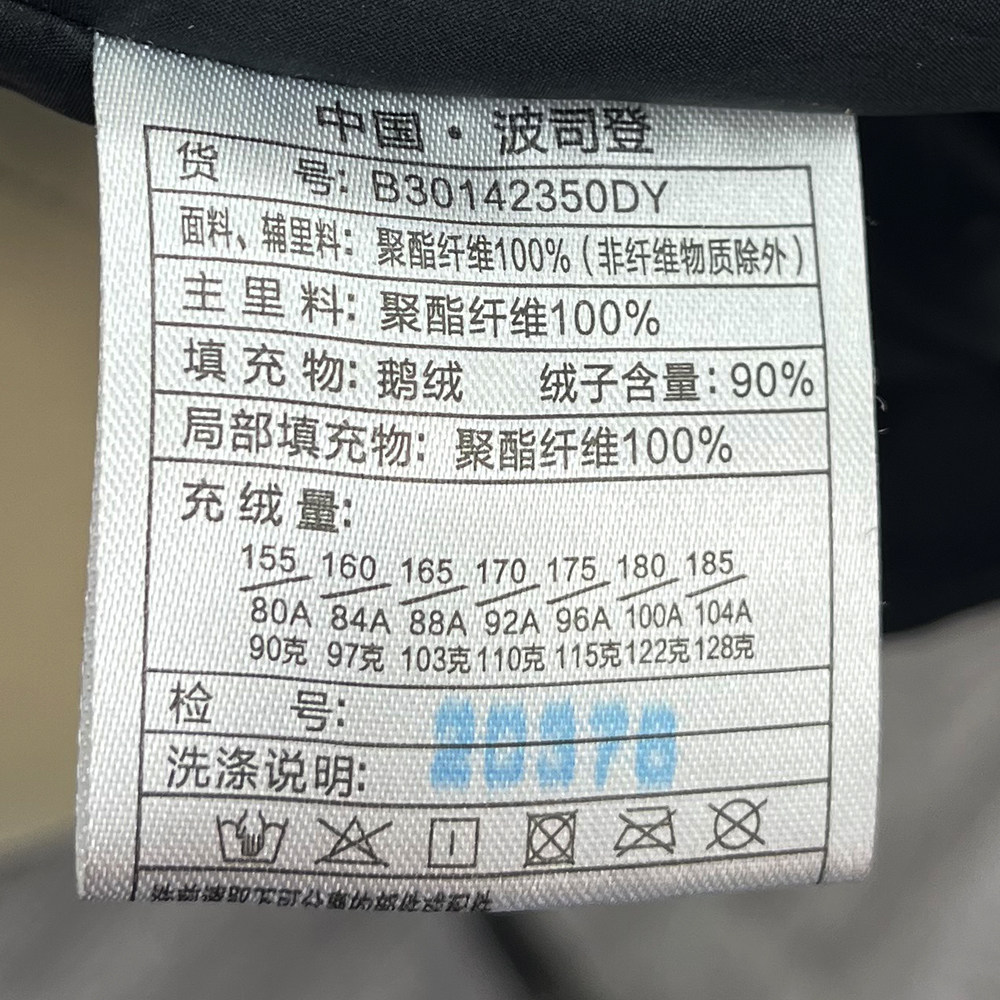 中国·波司登
货 号: B30142350DY
面料、辅里料: 聚酯纤维100%(非纤维物质除外)
主里料: 聚酯纤维100%
填充物: 鹅绒 绒子含量: 90%
局部填充物: 聚酯纤维100%
充绒量:
155 160 165 170 175 180 185
80A 84A 88A 92A 96A 100A 104A
90克 97克 103克 110克 115克 122克 128克
检 号:
洗涤说明: